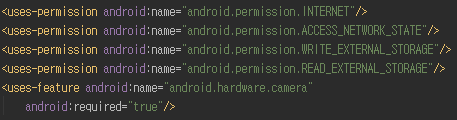 <uses-permission android:name="android.permission.INTERNET"/>
<uses-permission android:name="android.permission.ACCESS_NETWORK_STATE"/>
<uses-permission android:name="android.permission.WRITE_EXTERNAL_STORAGE"/>
<uses-permission android:name="android.permission.READ_EXTERNAL_STORAGE"/>
<uses-feature android:name="android.hardware.camera"
    android:required="true"/>